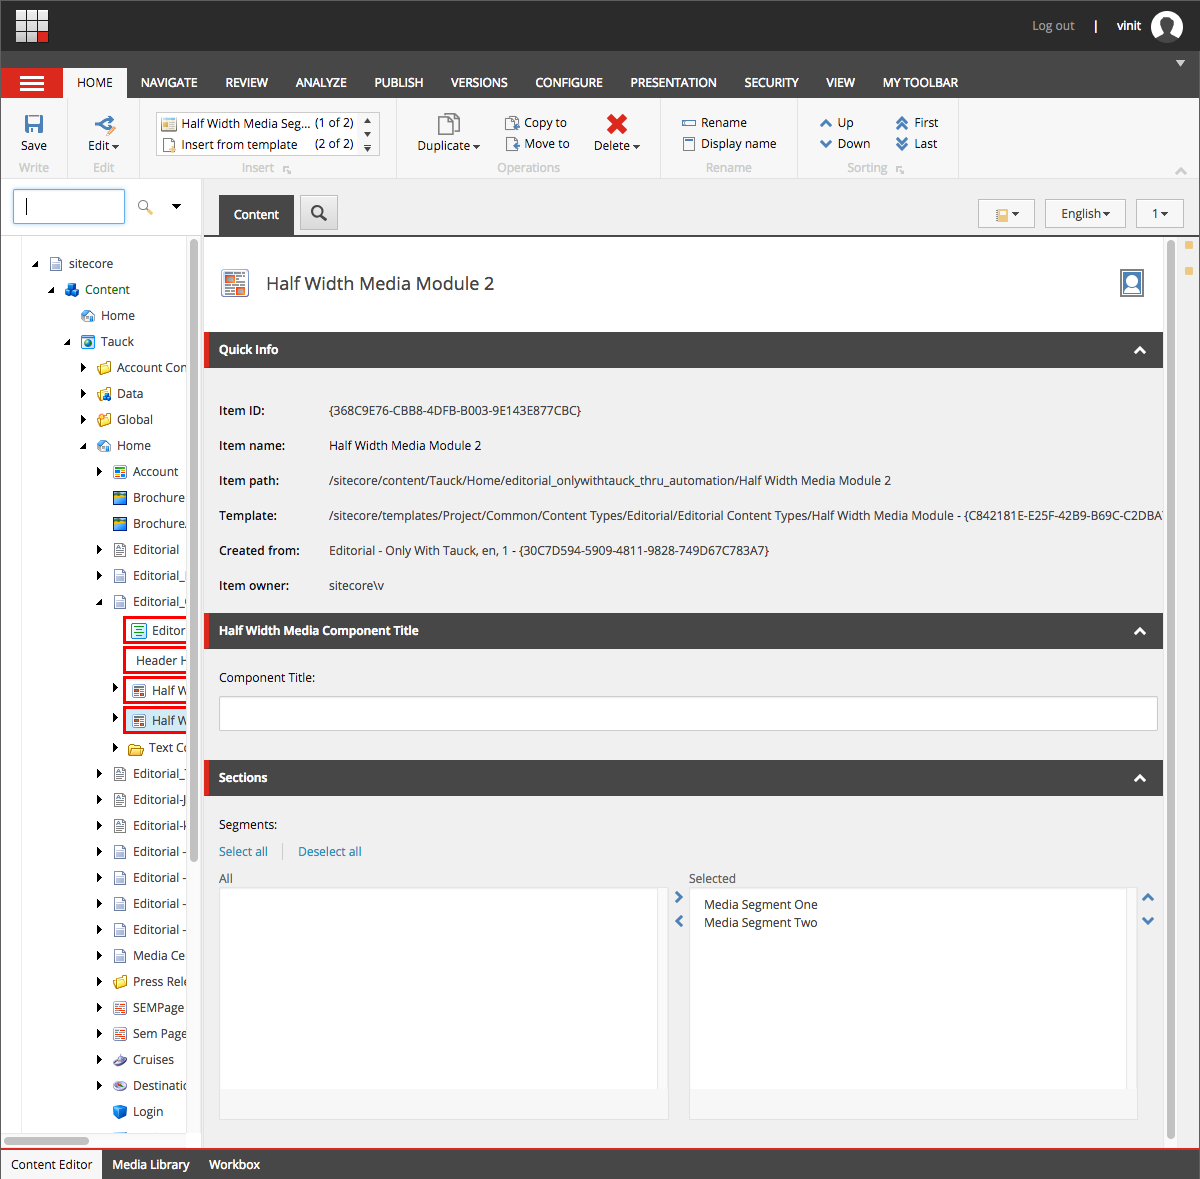 Log out | vinit
HOME NAVIGATE REVIEW ANALYZE PUBLISH VERSIONS CONFIGURE PRESENTATION SECURITY VIEW MY TOOLBAR
Save
Write
Edit
Edit
Half Width Media Seg... (1 of 2)
Insert from template (2 of 2)
Insert
Duplicate
Copy to
Move to
Delete
Operations
Rename
Display name
Rename
Up
Down
First
Last
Sorting
Content
English
1
sitecore
Content
Home
Tauck
Account Con
Data
Global
Home
Account
Brochure
Brochure
Editorial
Editorial_
Editorial_
Editor
Header H
Half W
Half W
Text Co
Editorial_
Editorial-J
Editorial-
Editorial -
Editorial -
Editorial -
Editorial -
Media Ce
Press Rele
SEMPage
Sem Page
Cruises
Destinatio
Login
Half Width Media Module 2
Quick Info
Item ID: {368C9E76-CBB8-4DFB-B003-9E143E877CBC}
Item name: Half Width Media Module 2
Item path: /sitecore/content/Tauck/Home/editorial_onlywithtauck_thru_automation/Half Width Media Module 2
Template: /sitecore/templates/Project/Common/Content Types/Editorial/Editorial Content Types/Half Width Media Module - {C842181E-E25F-42B9-B69C-C2DBA
Created from: Editorial - Only With Tauck, en, 1 - {30C7D594-5909-4811-9828-749D67C783A7}
Item owner: sitecore\v
Half Width Media Component Title
Component Title:
Sections
Segments:
Select all Deselect all
All
Selected
Media Segment One
Media Segment Two
Content Editor Media Library Workbox